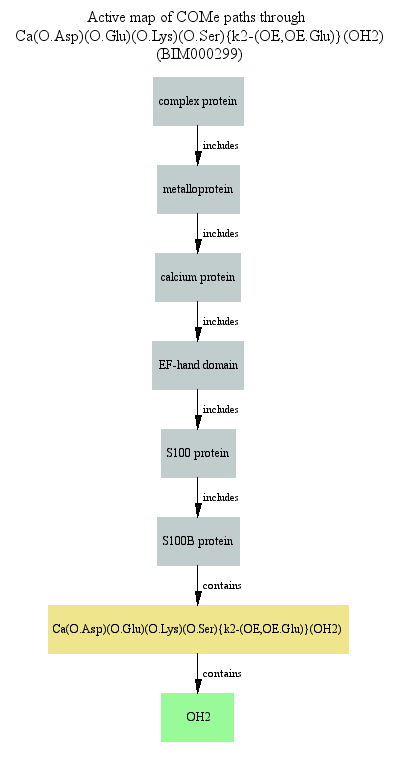 Active map of COMe paths through
Ca(O.Asp)(O.Glu)(O.Lys)(O.Ser){k2-(OE,OE.Glu)}(OH2)
(BIM000299)
complex protein
includes
metalloprotein
includes
calcium protein
includes
EF-hand domain
includes
S100 protein
includes
S100B protein
contains
Ca(O.Asp)(O.Glu)(O.Lys)(O.Ser){k2-(OE,OE.Glu)}(OH2)
contains
OH2